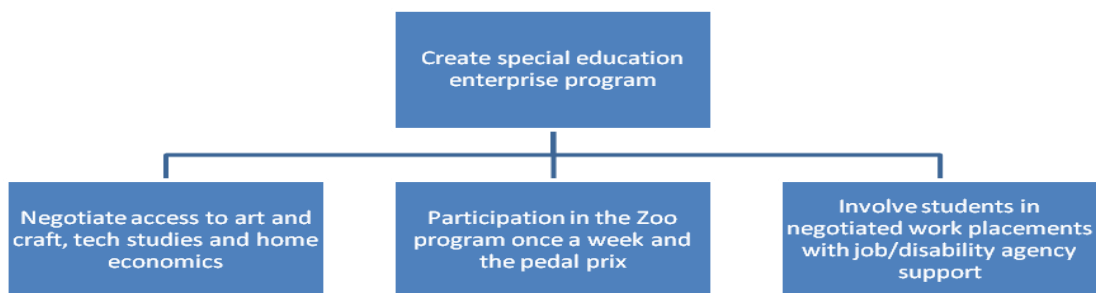 Create special education
enterprise program
Negotiate access to art and
craft, tech studies and home
economics
Participation in the Zoo
program once a week and
the pedal prix
Involve students in
negotiated work placements
with job/disability agency
support